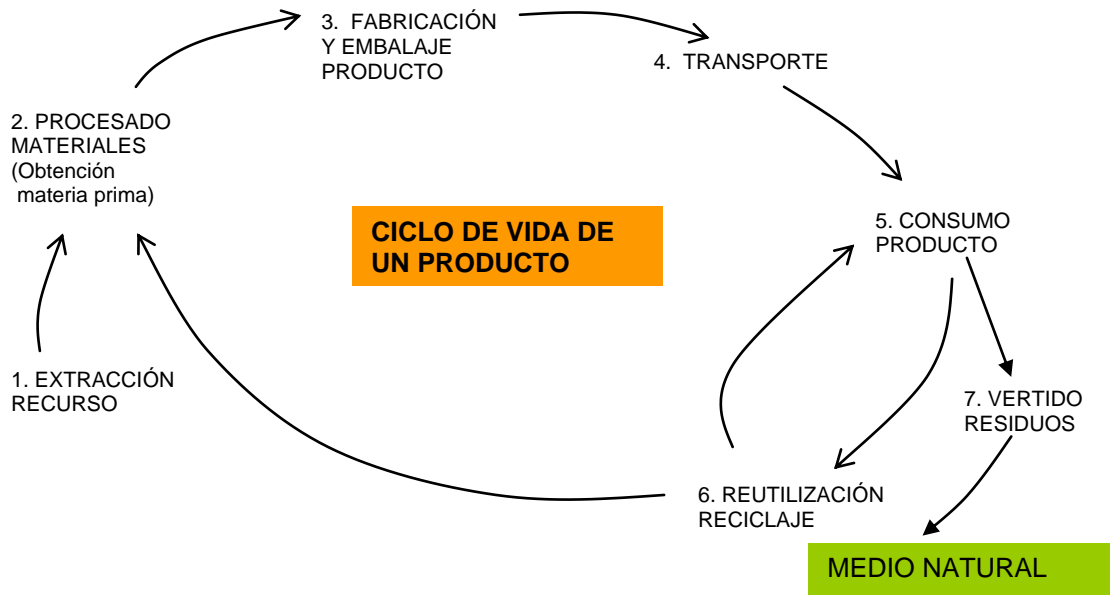 3. FABRICACIÓN
Y EMBALAJE
PRODUCTO
4. TRANSPORTE
2. PROCESADO
MATERIALES
(Obtención
materia prima)
CICLO DE VIDA DE
UN PRODUCTO
5. CONSUMO
PRODUCTO
1. EXTRACCIÓN
RECURSO
7. VERTIDO
RESIDUOS
6. REUTILIZACIÓN
RECICLAJE
MEDIO NATURAL